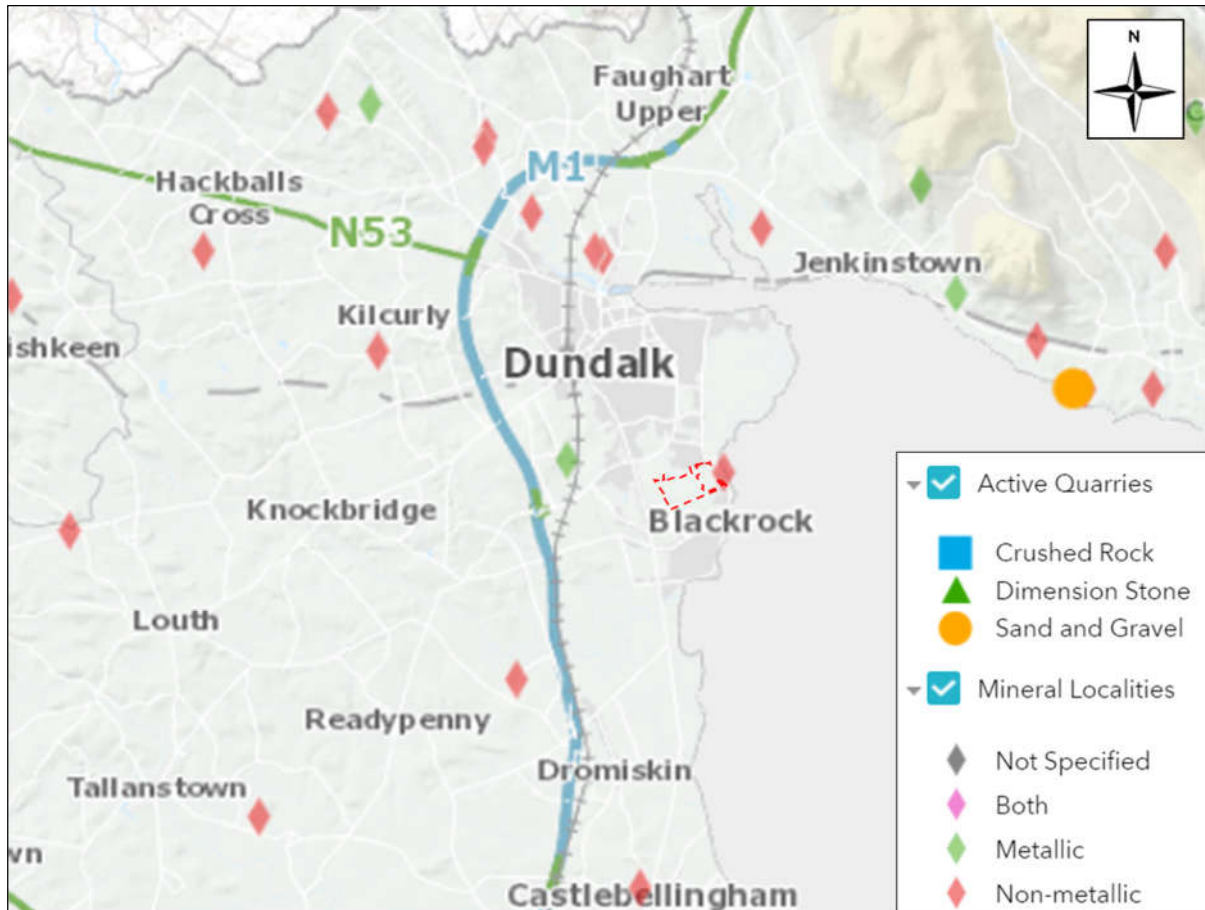 N
Faughart
Upper
M1
Hackballs
Cross
N53
Jenkinstown
Kilcurly
ishkeen
Dundalk
Knockbridge
Blackrock
Louth
Readypenny
Dromiskin
Tallanstown
wn
Castlebellingham
Active Quarries
Crushed Rock
Dimension Stone
Sand and Gravel
Mineral Localities
Not Specified
Both
Metallic
Non-metallic